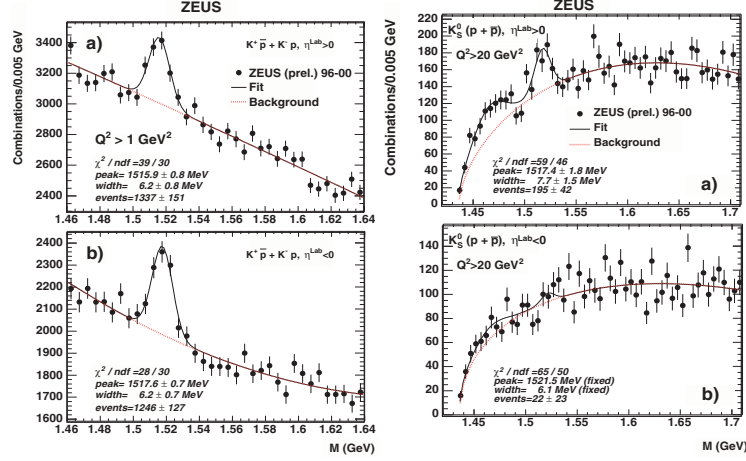 ZEUS
Combinations/0.005 GeV
3400
3200
3000
2800
2600
2400
a)
K⁺p̄ + K⁻p, η^Lab>0
ZEUS (prel.) 96-00
Fit
Background
Q² > 1 GeV²
χ² / ndf =39 / 30
peak= 1515.9 ± 0.8 MeV
width= 6.2 ± 0.8 MeV
events=1337 ± 151
1.46 1.48 1.5 1.52 1.54 1.56 1.58 1.6 1.62 1.64
2400
2300
2200
2100
2000
1900
1800
1700
1600
b)
K⁺p̄ + K⁻p, η^Lab<0
χ² / ndf =28 / 30
peak= 1517.6 ± 0.7 MeV
width= 6.2 ± 0.7 MeV
events=1246 ± 127
1.46 1.48 1.5 1.52 1.54 1.56 1.58 1.6 1.62 1.64
M (GeV)
ZEUS
Combinations/0.005 GeV
220
200
180
160
140
120
100
80
60
40
20
0
K⁰_S (p + p̄), η^Lab>0
Q²>20 GeV²
ZEUS (prel.) 96-00
Fit
Background
χ² / ndf =59 / 46
peak= 1517.4 ± 1.8 MeV
width= 7.7 ± 1.5 MeV
events=195 ± 42
a)
1.45 1.5 1.55 1.6 1.65 1.7
140
120
100
80
60
40
20
0
K⁰_S (p + p̄), η^Lab<0
Q²>20 GeV²
χ² / ndf =65 / 50
peak= 1521.5 MeV (fixed)
width= 6.1 MeV (fixed)
events=22 ± 23
b)
1.45 1.5 1.55 1.6 1.65 1.7
M (GeV)